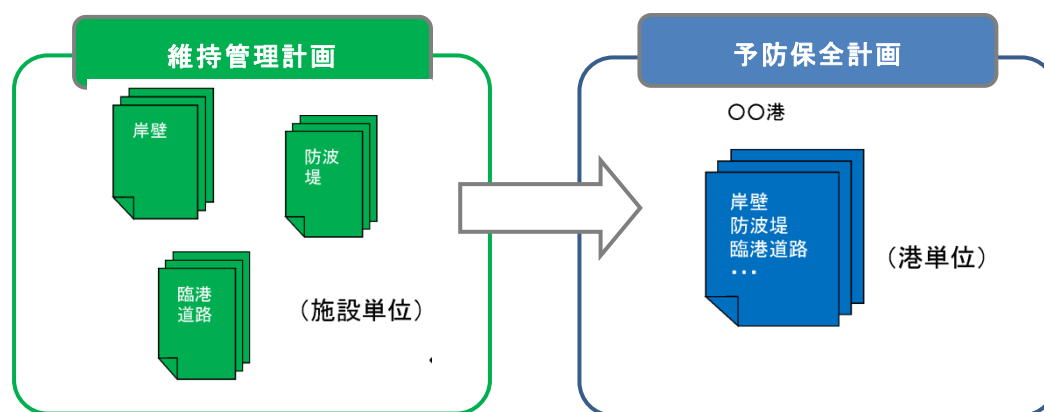 維持管理計画
岸壁
防波
堤
臨港
道路
（施設単位）
予防保全計画
〇〇港
岸壁
防波堤
臨港道路
…
（港単位）